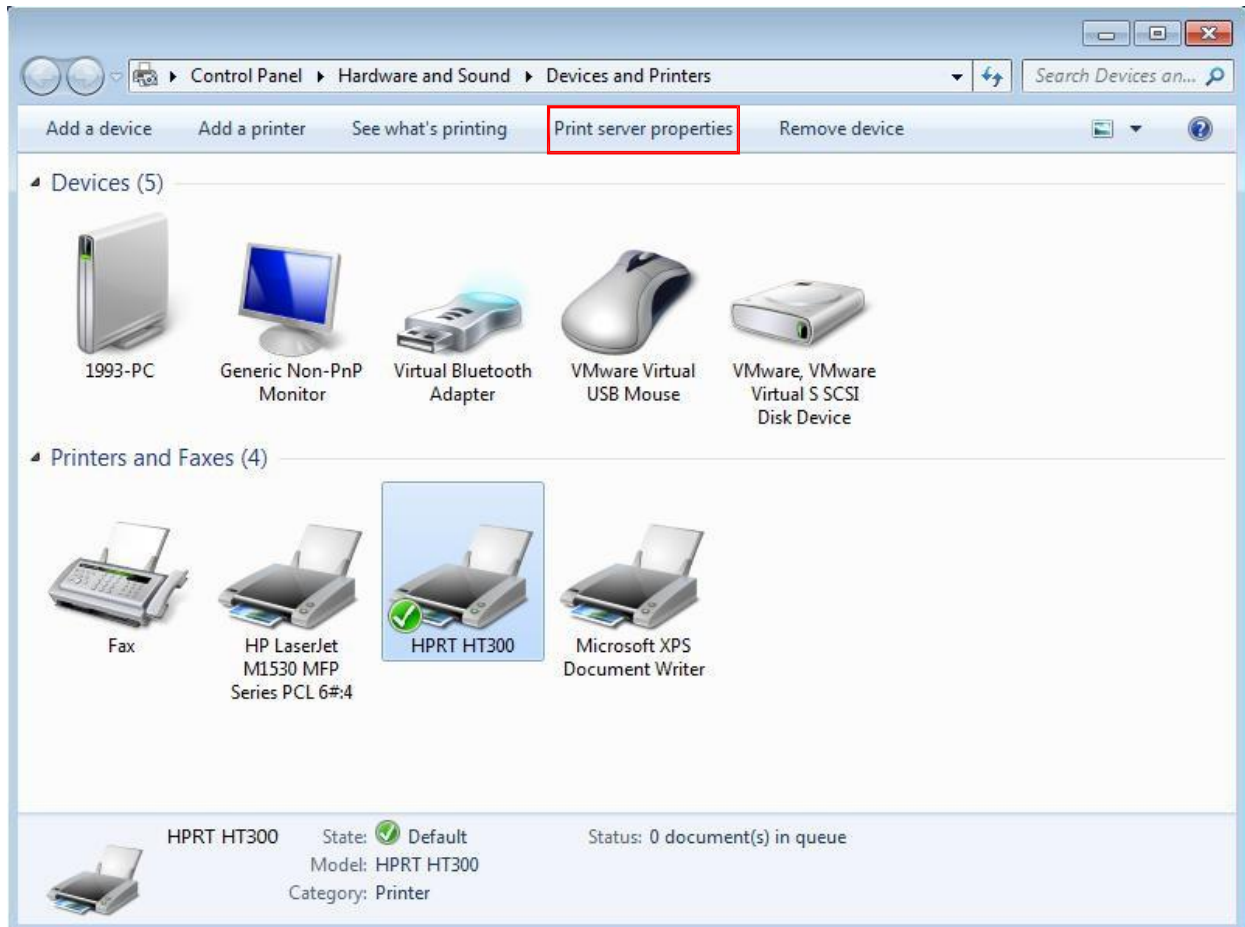 Control Panel ▸ Hardware and Sound ▸ Devices and Printers
Search Devices an...
Add a device Add a printer See what's printing Print server properties Remove device
Devices (5)
1993-PC
Generic Non-PnP
Monitor
Virtual Bluetooth
Adapter
VMware Virtual
USB Mouse
VMware, VMware
Virtual S SCSI
Disk Device
Printers and Faxes (4)
Fax
HP LaserJet
M1530 MFP
Series PCL 6#:4
HPRT HT300
Microsoft XPS
Document Writer
HPRT HT300 State: Default Status: 0 document(s) in queue
Model: HPRT HT300
Category: Printer